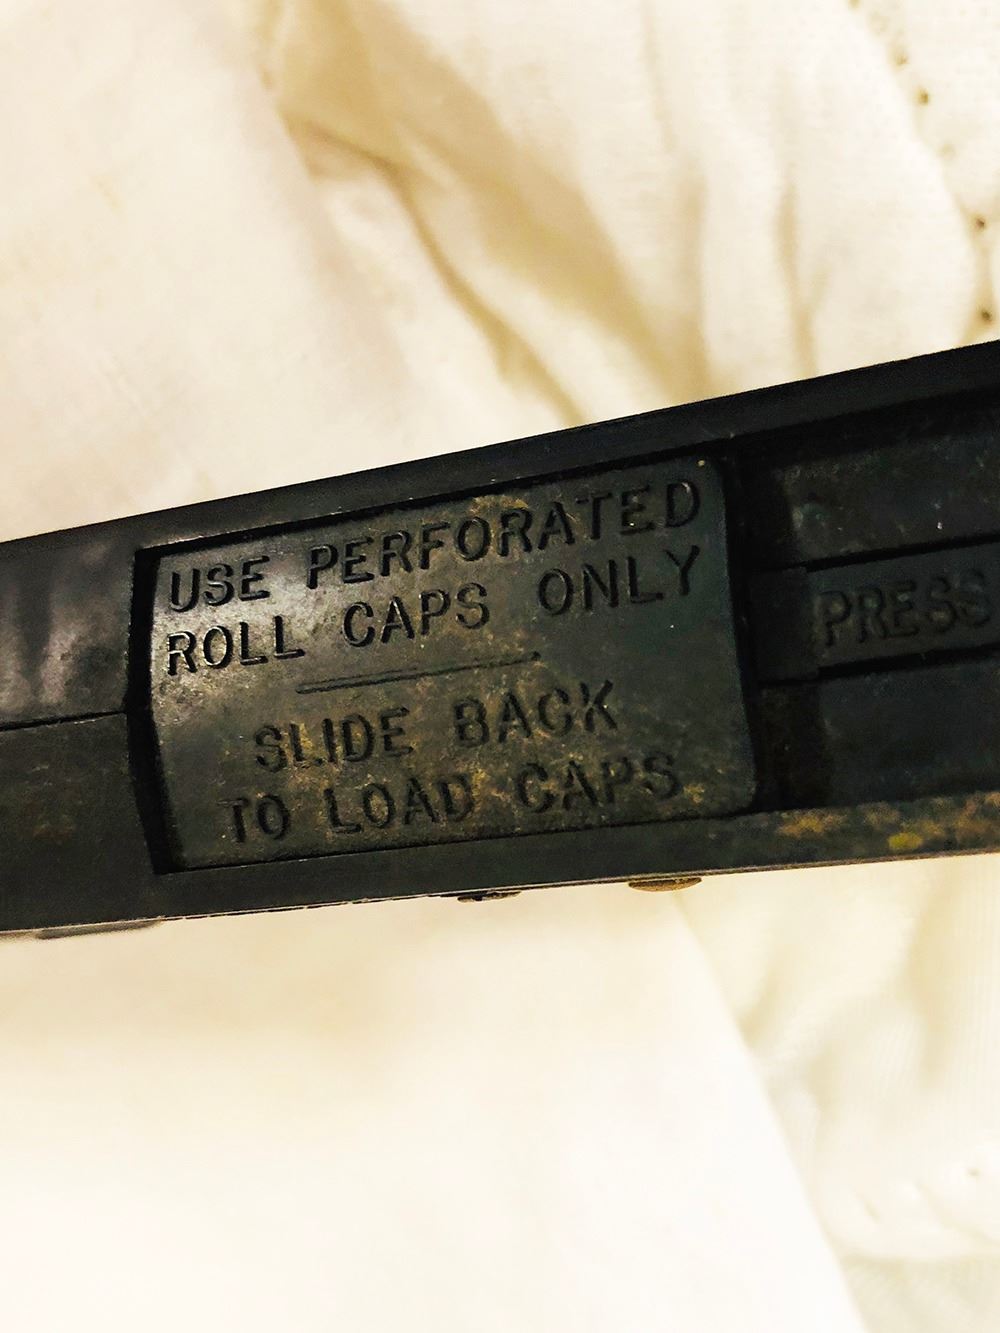 USE PERFORATED
ROLL CAPS ONLY
SLIDE BACK
TO LOAD CAPS
PRESS